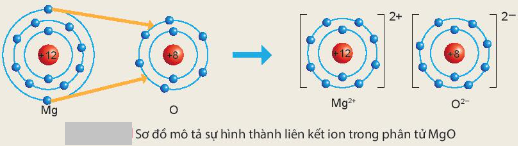 +12
+8
Mg
O
2+
+12
Mg²⁺
2−
+8
O²⁻
Sơ đồ mô tả sự hình thành liên kết ion trong phân tử MgO